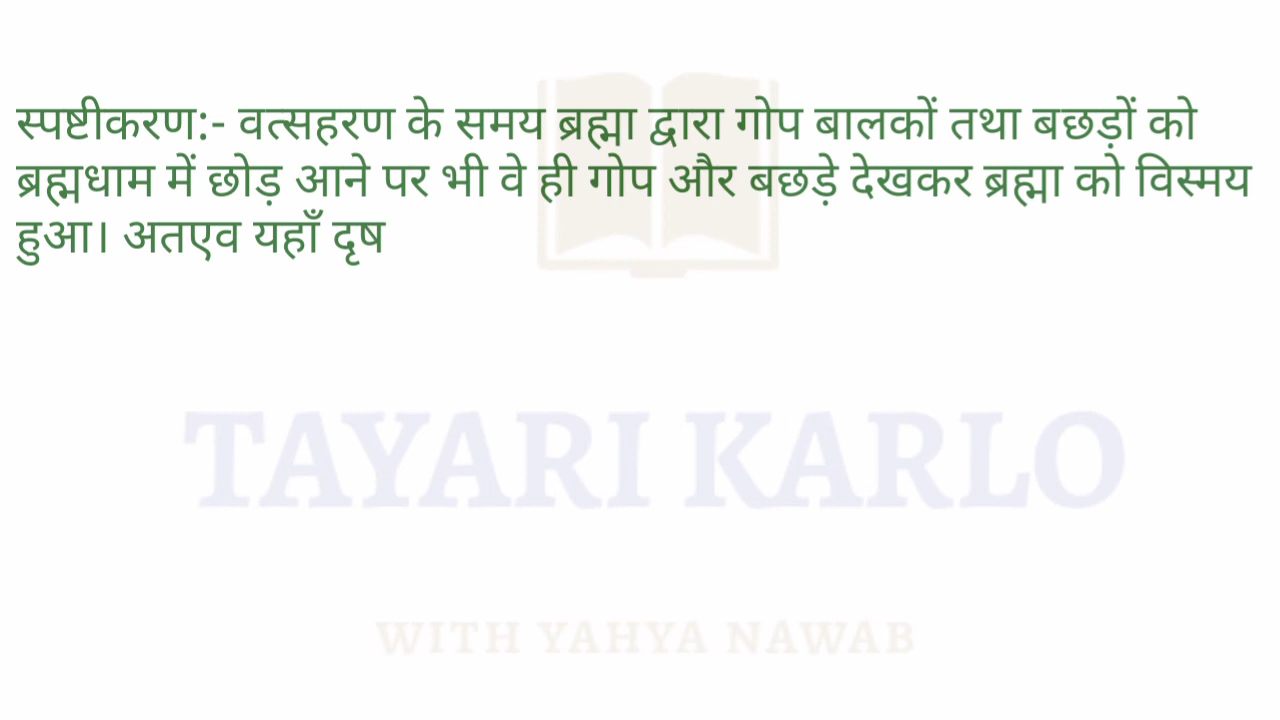 स्पष्टीकरण:- वत्सहरण के समय ब्रह्मा द्वारा गोप बालकों तथा बछड़ों को
ब्रह्मधाम में छोड़ आने पर भी वे ही गोप और बछड़े देखकर ब्रह्मा को विस्मय
हुआ। अतएव यहाँ दृष
TAYARI KARLO
WITH YAHYA NAWAB